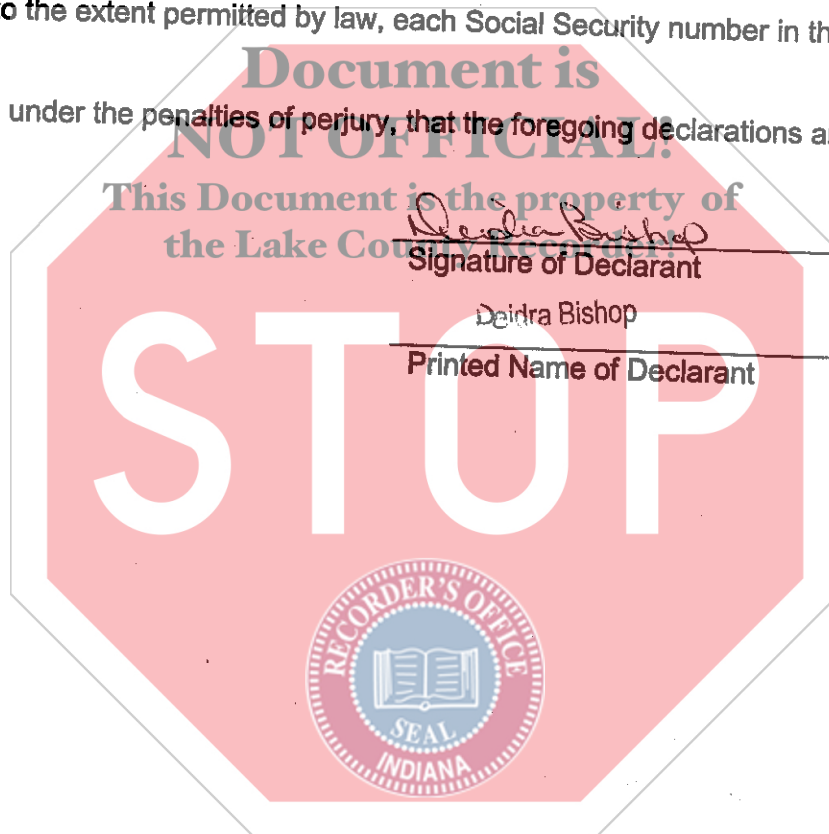 o the extent permitted by law, each Social Security number in th
Document is
under the penalties of perjury, that the foregoing declarations a
NOT OFFICIAL!
This Document is the property of
Deidra Bishop
the Lake County Recorder!
Signature of Declarant
Deidra Bishop
STOP
Printed Name of Declarant
RECORDER'S OFFICE
SEAL
INDIANA